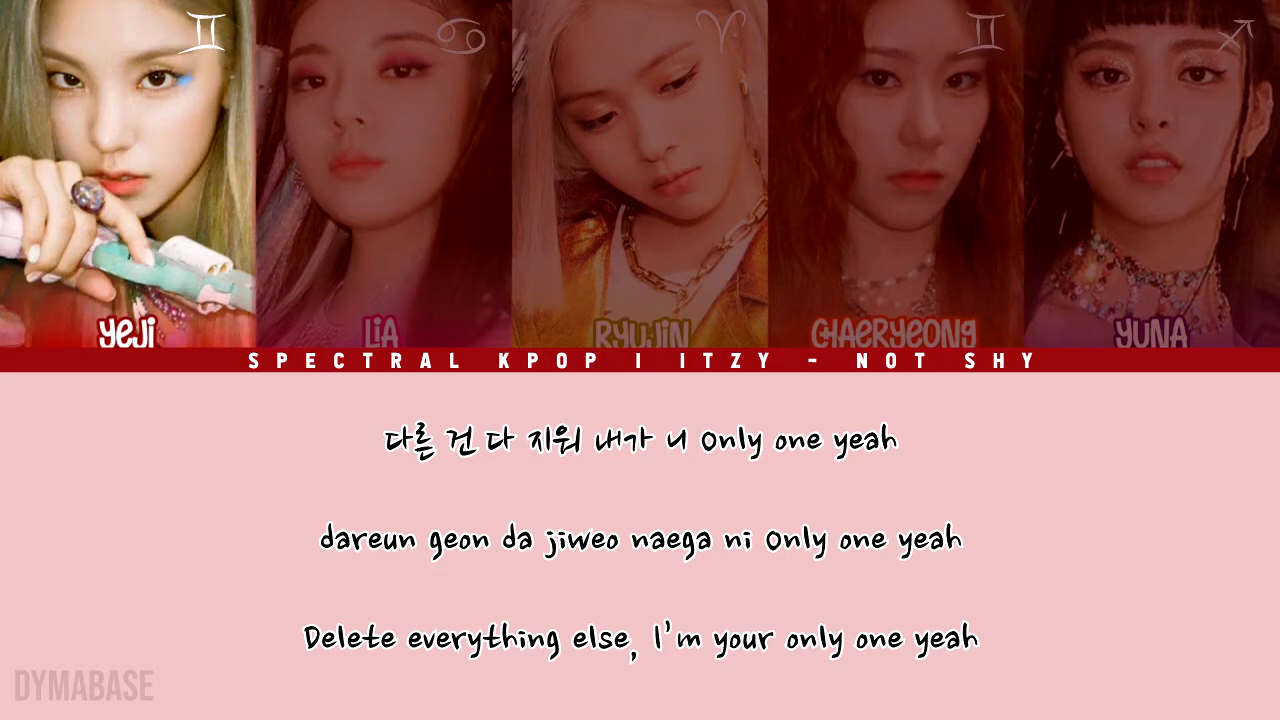 YEJI LIA RYUJIN CHAERYEONG YUNA
SPECTRAL KPOP | ITZY - NOT SHY
다른 건 다 지워 내가 니 Only one yeah
dareun geon da jiweo naega ni Only one yeah
Delete everything else, I'm your only one yeah
DYMABASE